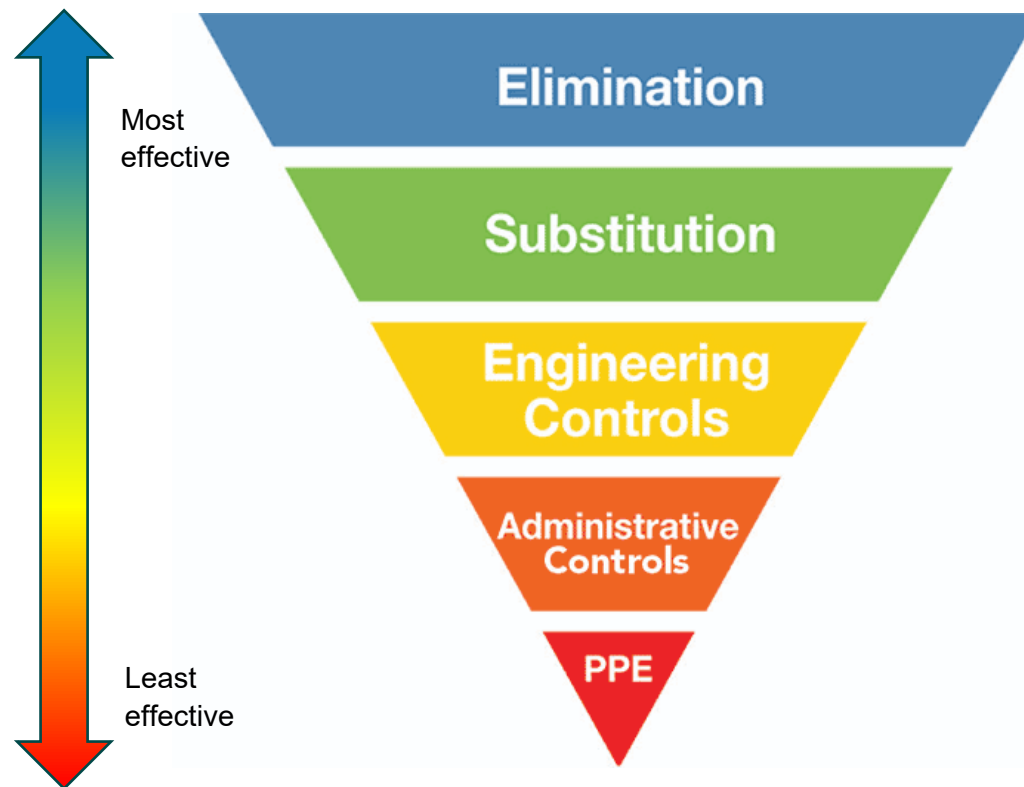 Elimination
Most
effective
Substitution
Engineering
Controls
Administrative
Controls
PPE
Least
effective